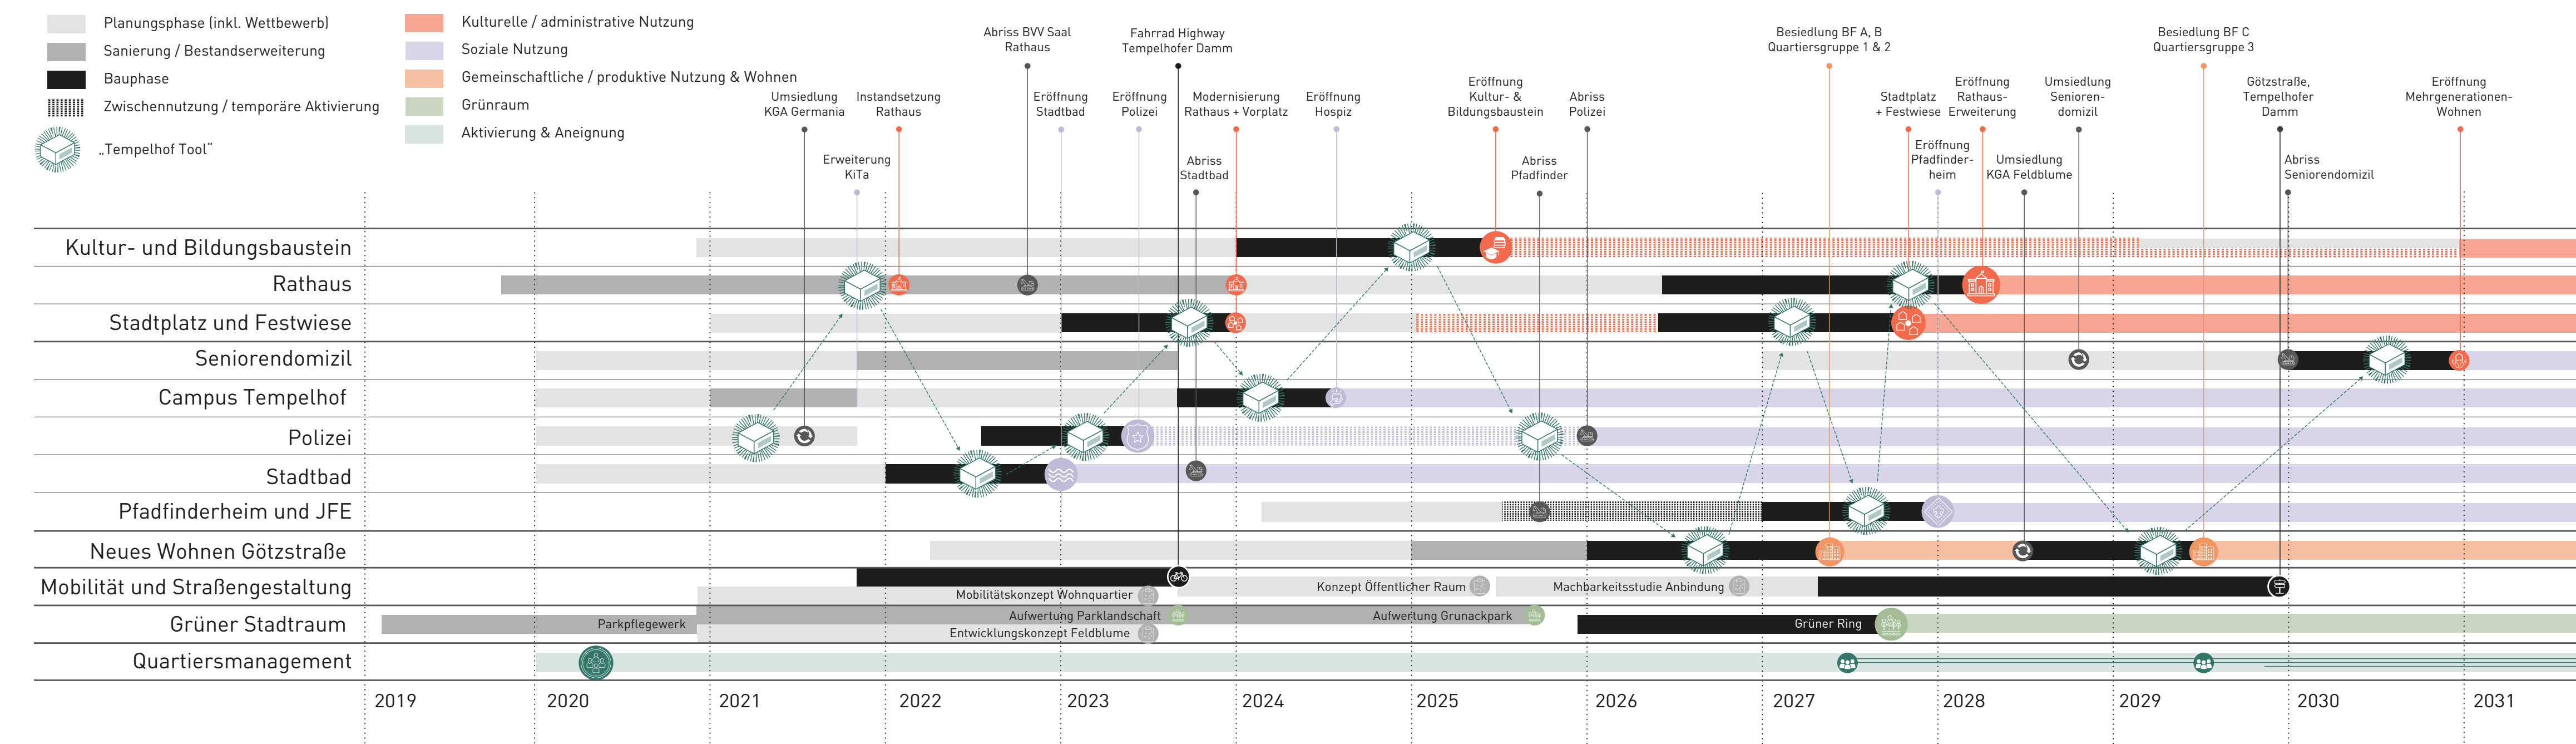 Planungsphase (inkl. Wettbewerb)
Sanierung / Bestandserweiterung
Bauphase
Zwischennutzung / temporäre Aktivierung
„Tempelhof Tool“
Kulturelle / administrative Nutzung
Soziale Nutzung
Gemeinschaftliche / produktive Nutzung & Wohnen
Grünraum
Aktivierung & Aneignung
Umsiedlung
KGA Germania
Erweiterung
KiTa
Instandsetzung
Rathaus
Abriss BVV Saal
Rathaus
Eröffnung
Stadtbad
Eröffnung
Polizei
Fahrrad Highway
Tempelhofer Damm
Abriss
Stadtbad
Modernisierung
Rathaus + Vorplatz
Eröffnung
Hospiz
Eröffnung
Kultur- &
Bildungsbaustein
Abriss
Pfadfinder
Abriss
Polizei
Besiedlung BF A, B
Quartiersgruppe 1 & 2
Stadtplatz
+ Festwiese
Eröffnung
Pfadfinder-
heim
Eröffnung
Rathaus-
Erweiterung
Umsiedlung
KGA Feldblume
Umsiedlung
Senioren-
domizil
Besiedlung BF C
Quartiersgruppe 3
Götzstraße,
Tempelhofer
Damm
Abriss
Seniorendomizil
Eröffnung
Mehrgenerationen-
Wohnen
Kultur- und Bildungsbaustein
Rathaus
Stadtplatz und Festwiese
Seniorendomizil
Campus Tempelhof
Polizei
Stadtbad
Pfadfinderheim und JFE
Neues Wohnen Götzstraße
Mobilität und Straßengestaltung
Mobilitätskonzept Wohnquartier
Konzept Öffentlicher Raum
Machbarkeitsstudie Anbindung
Grüner Stadtraum
Parkpflegewerk
Aufwertung Parklandschaft
Entwicklungskonzept Feldblume
Aufwertung Grunackpark
Grüner Ring
Quartiersmanagement
2019
2020
2021
2022
2023
2024
2025
2026
2027
2028
2029
2030
2031